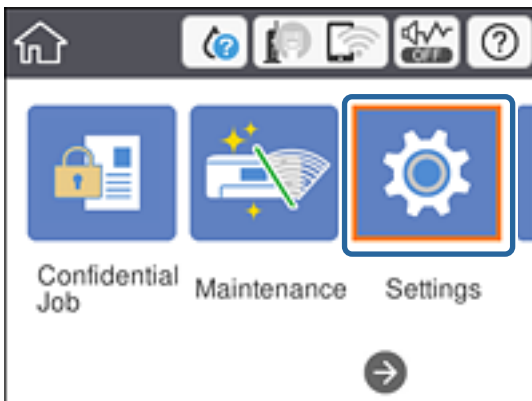 ?
OFF
?
Confidential
Job
Maintenance
Settings